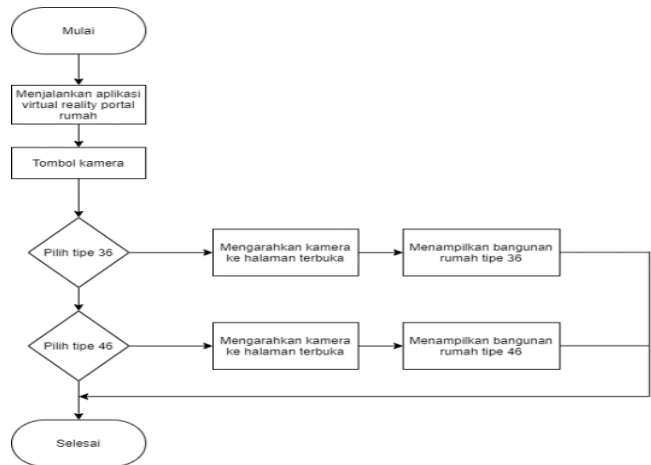 Mulai
Menjalankan aplikasi
virtual reality portal
rumah
Tombol kamera
Pilih tipe 36
Mengarahkan kamera
ke halaman terbuka
Menampilkan bangunan
rumah tipe 36
Pilih tipe 46
Mengarahkan kamera
ke halaman terbuka
Menampilkan bangunan
rumah tipe 46
Selesai